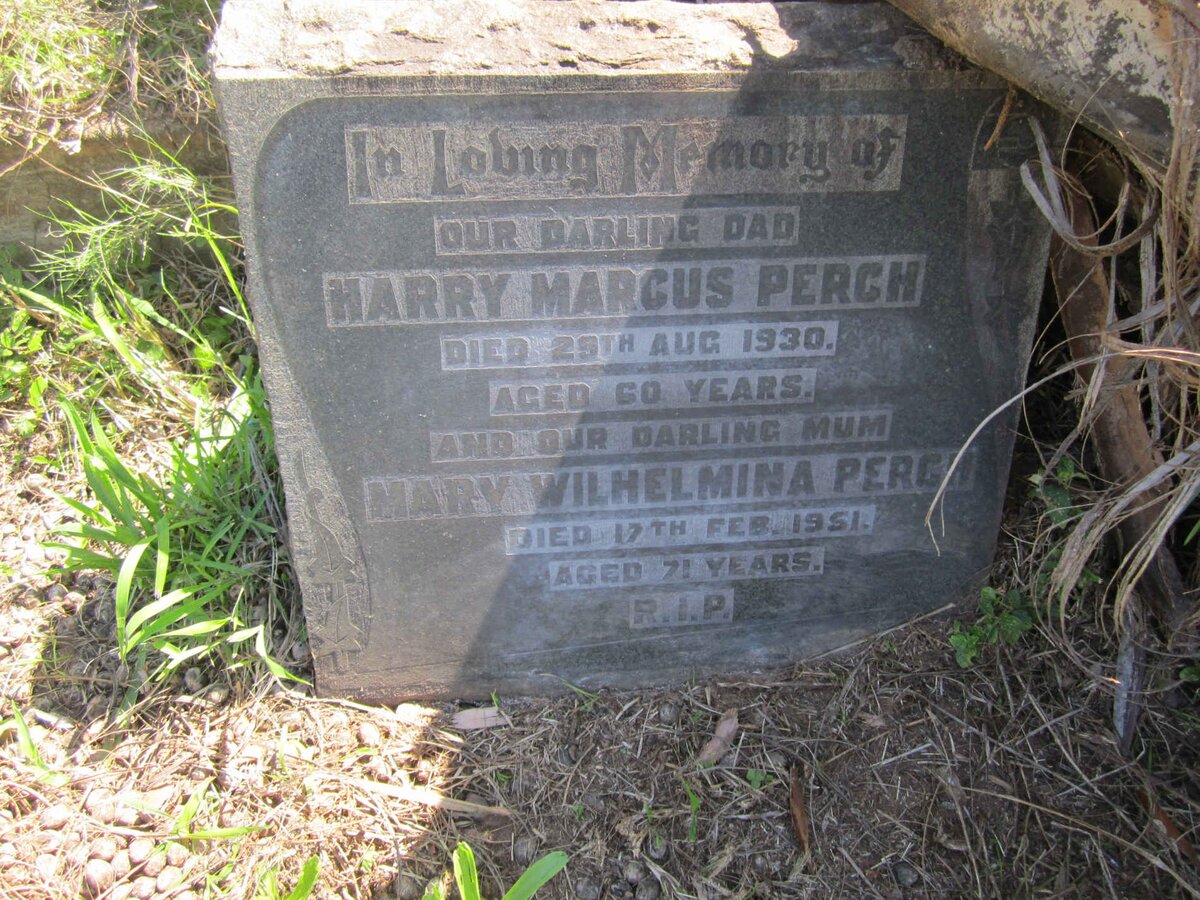 In Loving Memory of
OUR DARLING DAD
HARRY MARCUS PERCH
DIED 29TH AUG 1930.
AGED 60 YEARS.
AND OUR DARLING MUM
MARY WILHELMINA PERCH
DIED 17TH FEB. 1951.
AGED 71 YEARS.
R.I.P.